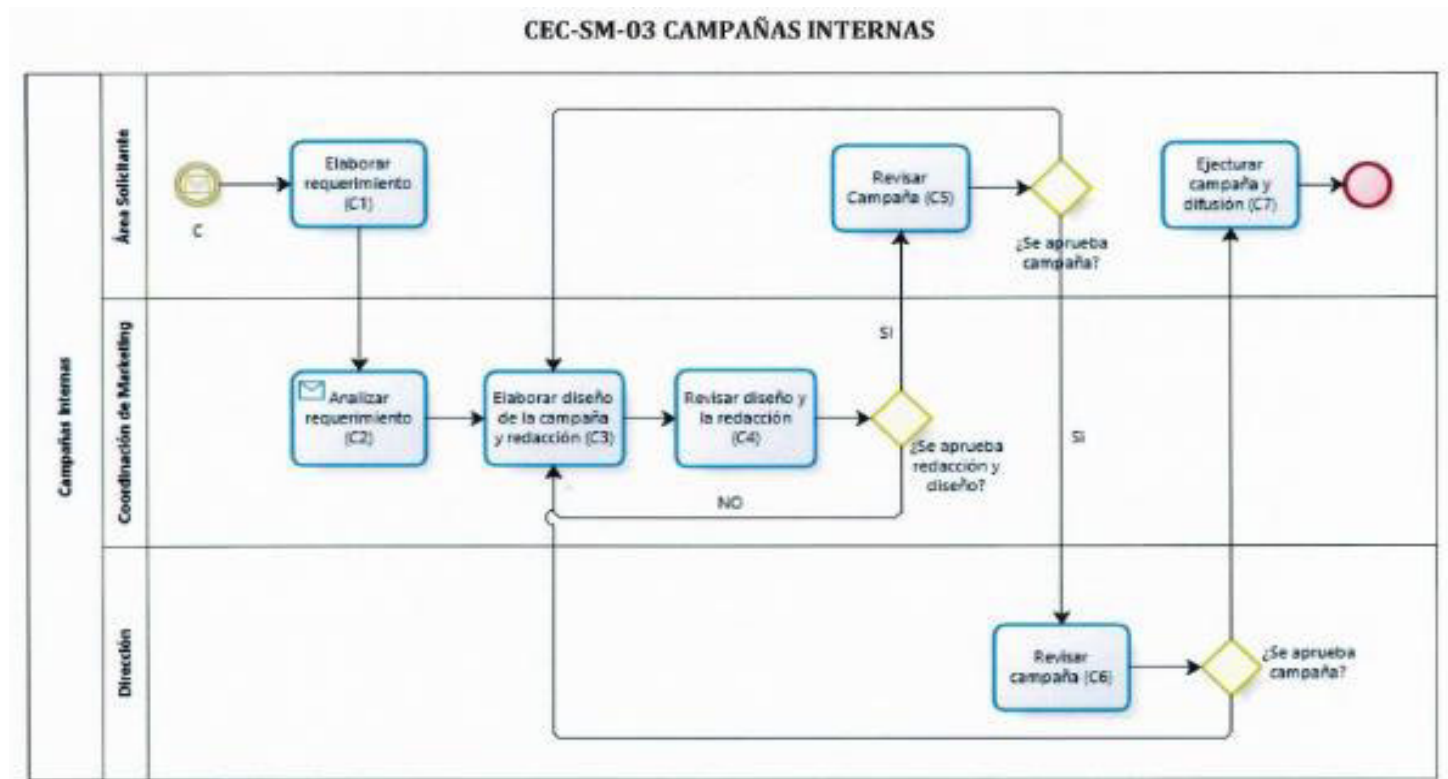 CEC-SM-03 CAMPAÑAS INTERNAS
Campañas Internas
Área Solicitante
C
Elaborar
requerimiento
(C1)
Revisar
Campaña (C5)
¿Se aprueba
campaña?
Ejecturar
campaña y
difusión (C7)
Coordinación de Marketing
Analizar
requerimiento
(C2)
Elaborar diseño
de la campaña
y redacción (C3)
Revisar diseño y
la redacción
(C4)
SI
¿Se aprueba
redacción y
diseño?
NO
SI
Dirección
Revisar
campaña (C6)
¿Se aprueba
campaña?